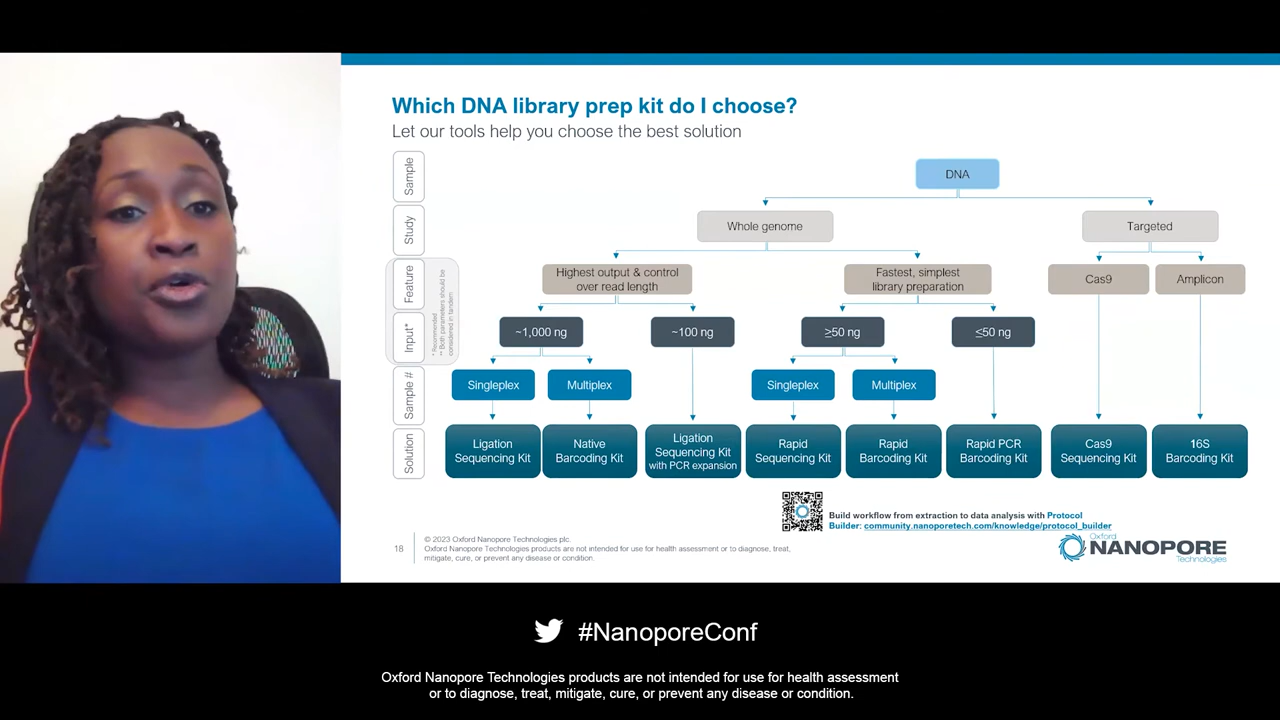 Which DNA library prep kit do I choose?
Let our tools help you choose the best solution
Sample
DNA
Study
Whole genome
Targeted
Feature
Highest output & control
over read length
Fastest, simplest
library preparation
Cas9
Amplicon
Input*
* Recommended
** Both parameters should be
considered in tandem
~1,000 ng
~100 ng
≥50 ng
≤50 ng
Sample #
Singleplex
Multiplex
Singleplex
Multiplex
Solution
Ligation
Sequencing Kit
Native
Barcoding Kit
Ligation
Sequencing Kit
with PCR expansion
Rapid
Sequencing Kit
Rapid
Barcoding Kit
Rapid PCR
Barcoding Kit
Cas9
Sequencing Kit
16S
Barcoding Kit
Build workflow from extraction to data analysis with Protocol
Builder: community.nanoporetech.com/knowledge/protocol_builder
18
© 2023 Oxford Nanopore Technologies plc.
Oxford Nanopore Technologies products are not intended for use for health assessment or to diagnose, treat,
mitigate, cure, or prevent any disease or condition.
Oxford
NANOPORE
Technologies
#NanoporeConf
Oxford Nanopore Technologies products are not intended for use for health assessment
or to diagnose, treat, mitigate, cure, or prevent any disease or condition.